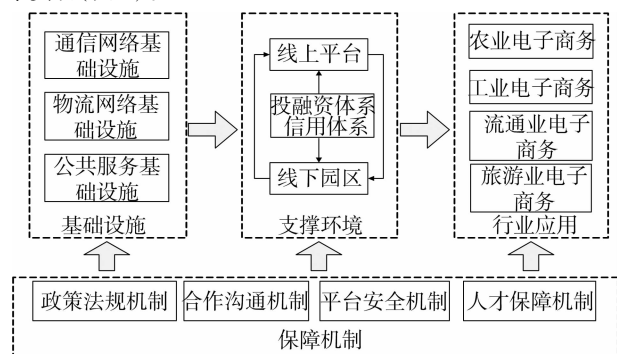 通信网络基
础设施
物流网络基
础设施
公共服务基
础设施
基础设施
线上平台
投融资体系
信用体系
线下园区
支撑环境
农业电子商务
工业电子商务
流通业电子
商务
旅游业电子
商务
行业应用
政策法规机制
合作沟通机制
平台安全机制
人才保障机制
保障机制